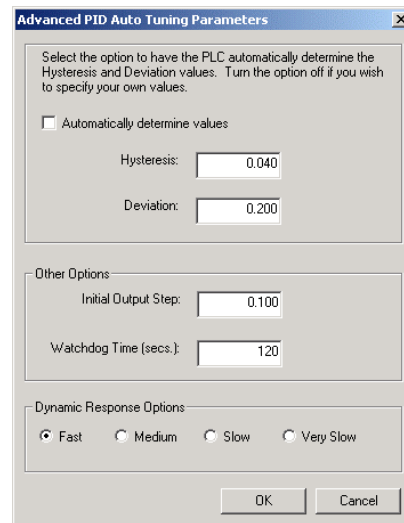 Advanced PID Auto Tuning Parameters
Select the option to have the PLC automatically determine the
Hysteresis and Deviation values. Turn the option off if you wish
to specify your own values.
Automatically determine values
Hysteresis: 0.040
Deviation: 0.200
Other Options
Initial Output Step: 0.100
Watchdog Time (secs.): 120
Dynamic Response Options
Fast Medium Slow Very Slow
OK Cancel